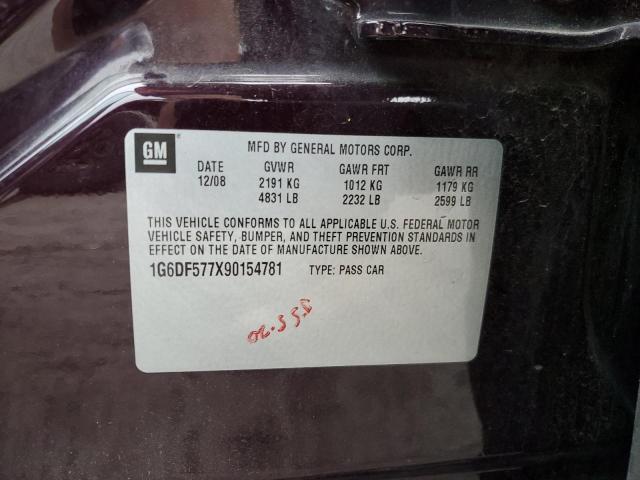 GM
MFD BY GENERAL MOTORS CORP.
DATE GVWR GAWR FRT GAWR RR
12/08 2191 KG 1012 KG 1179 KG
4831 LB 2232 LB 2599 LB
THIS VEHICLE CONFORMS TO ALL APPLICABLE U.S. FEDERAL MOTOR
VEHICLE SAFETY, BUMPER, AND THEFT PREVENTION STANDARDS IN
EFFECT ON THE DATE OF MANUFACTURE SHOWN ABOVE.
1G6DF577X90154781 TYPE: PASS CAR